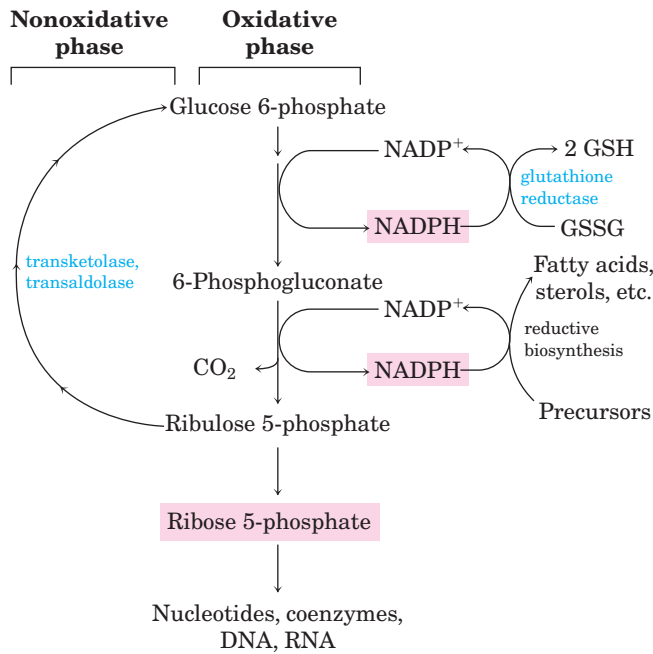 Nonoxidative
phase
Oxidative
phase
Glucose 6-phosphate
NADP+
2 GSH
glutathione
reductase
NADPH
GSSG
transketolase,
transaldolase
6-Phosphogluconate
Fatty acids,
sterols, etc.
NADP+
reductive
biosynthesis
CO2
NADPH
Precursors
Ribulose 5-phosphate
Ribose 5-phosphate
Nucleotides, coenzymes,
DNA, RNA